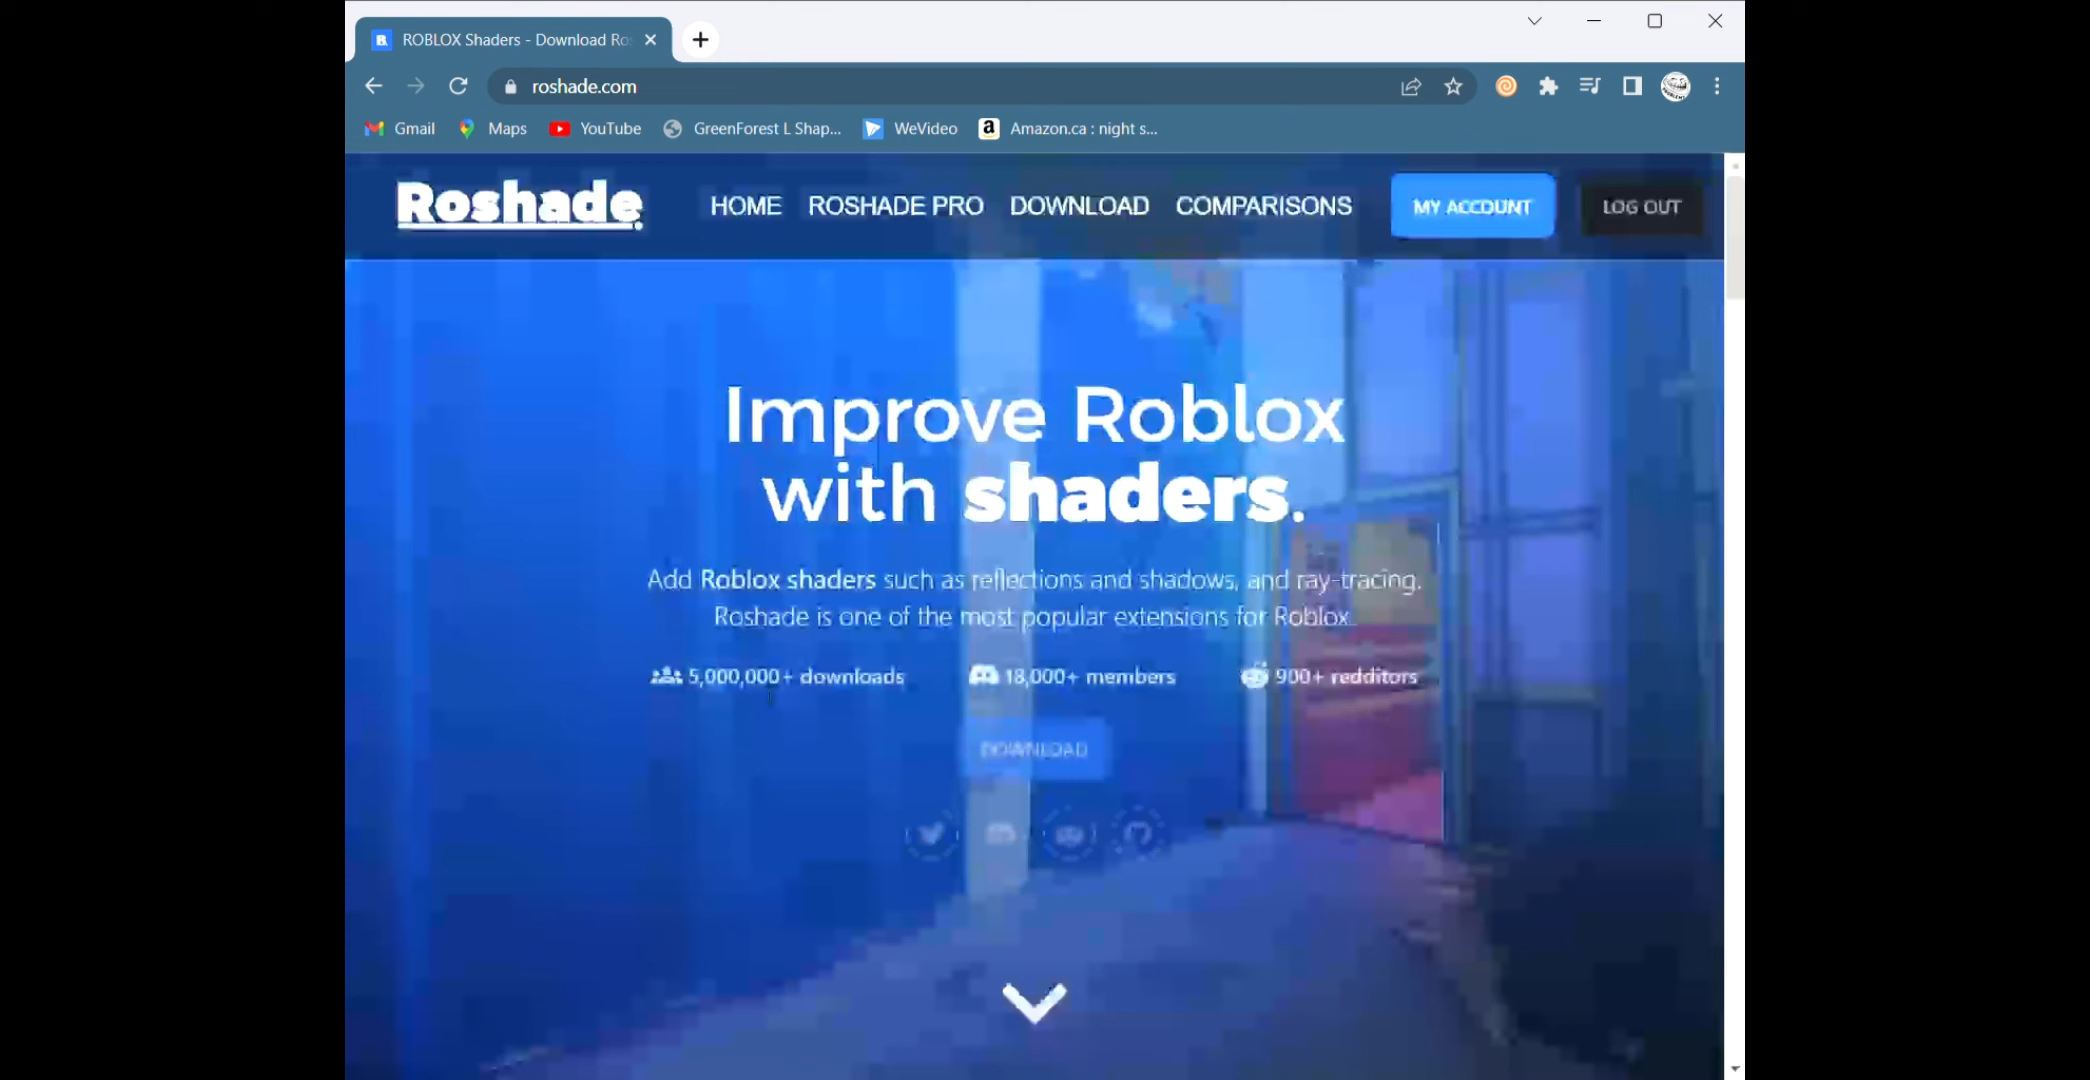 ROBLOX Shaders - Download Ro
roshade.com
Gmail Maps YouTube GreenForest L Shap... WeVideo Amazon.ca : night s...
Roshade. HOME ROSHADE PRO DOWNLOAD COMPARISONS MY ACCOUNT LOG OUT
Improve Roblox
with shaders.
Add Roblox shaders such as reflections and shadows, and ray-tracing.
Roshade is one of the most popular extensions for Roblox.
5,000,000+ downloads 18,000+ members 900+ redditors
DOWNLOAD